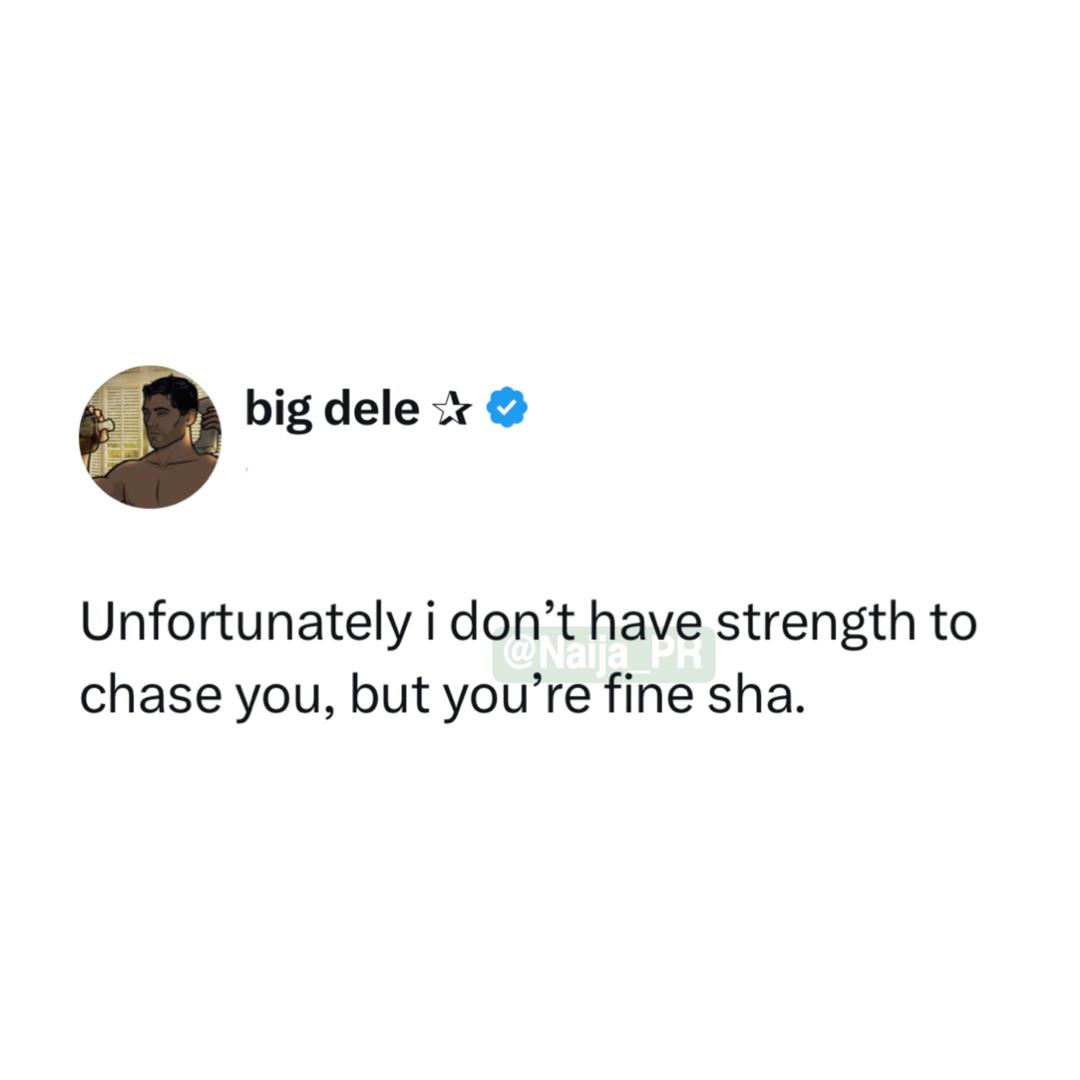 big dele ✰
Unfortunately i don’t have strength to
@Naija_PR
chase you, but you’re fine sha.